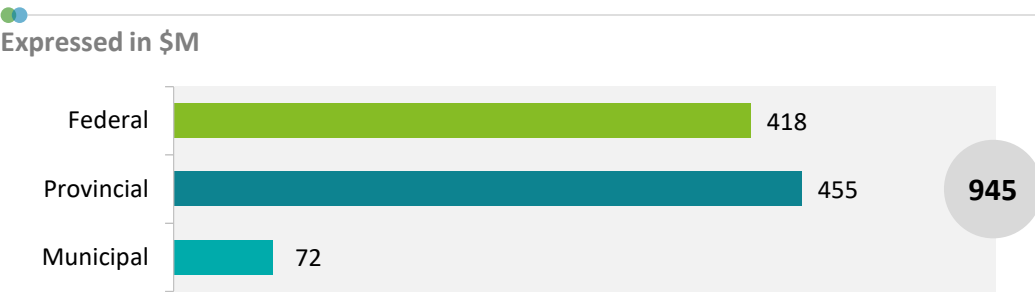 Expressed in $M
Federal 418
Provincial 455 945
Municipal 72